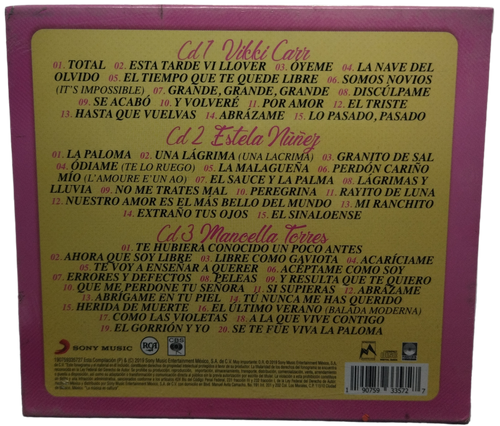 Cd 1 Vikki Carr
01. TOTAL 02. ESTA TARDE VI LLOVER 03. ÓYEME 04. LA NAVE DEL
OLVIDO 05. EL TIEMPO QUE TE QUEDE LIBRE 06. SOMOS NOVIOS
(IT'S IMPOSSIBLE) 07. GRANDE, GRANDE, GRANDE 08. DISCÚLPAME
09. SE ACABÓ 10. Y VOLVERÉ 11. POR AMOR 12. EL TRISTE
13. HASTA QUE VUELVAS 14. ABRÁZAME 15. LO PASADO, PASADO
Cd 2 Estela Núñez
01. LA PALOMA 02. UNA LÁGRIMA (UNA LACRIMA) 03. GRANITO DE SAL
04. ÓDIAME (TE LO RUEGO) 05. LA MALAGUEÑA 06. PERDÓN CARIÑO
MÍO (L'AMOURE E'UN AO) 07. EL SAUCE Y LA PALMA 08. LÁGRIMAS Y
LLUVIA 09. NO ME TRATES MAL 10. PEREGRINA 11. RAYITO DE LUNA
12. NUESTRO AMOR ES EL MÁS BELLO DEL MUNDO 13. MI RANCHITO
14. EXTRAÑO TUS OJOS 15. EL SINALOENSE
Cd 3 Manoella Torres
01. TE HUBIERA CONOCIDO UN POCO ANTES
02. AHORA QUE SOY LIBRE 03. LIBRE COMO GAVIOTA 04. ACARÍCIAME
05. TE VOY A ENSEÑAR A QUERER 06. ACÉPTAME COMO SOY
07. ERRORES Y DEFECTOS 08. PELEAS 09. Y RESULTA QUE TE QUIERO
10. QUE ME PERDONE TU SEÑORA 11. SI SUPIERAS 12. ABRÁZAME
13. ABRÍGAME EN TU PIEL 14. TÚ NUNCA ME HAS QUERIDO
15. HERIDA DE MUERTE 16. EL ÚLTIMO VERANO (BALADA MODERNA)
17. COMO LAS VIOLETAS 18. A LA QUE VIVE CONTIGO
19. EL GORRIÓN Y YO 20. SE TE FUE VIVA LA PALOMA
SONY MUSIC RCA CBS
1 90759 33572 7